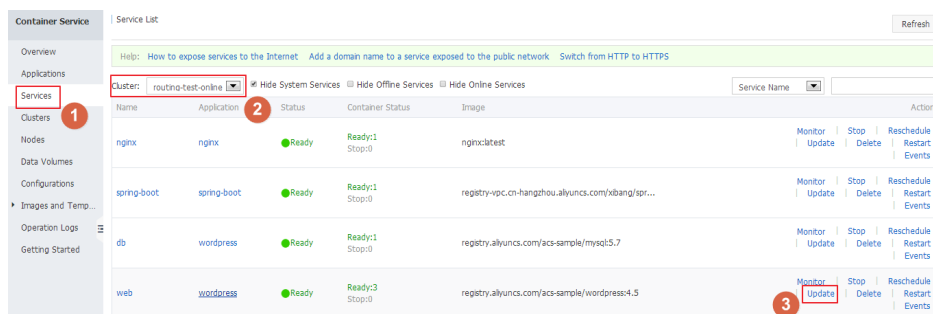 Container Service
Service List
Refresh
Overview
Help: How to expose services to the Internet Add a domain name to a service exposed to the public network Switch from HTTP to HTTPS
Applications
Services
Cluster: routing-test-online Hide System Services Hide Offline Services Hide Online Services Service Name
1
2
Clusters
Name Application Status Container Status Image Action
Nodes
Data Volumes
Configurations
Images and Temp...
Operation Logs
Getting Started
nginx nginx Ready Ready:1 Stop:0 nginx:latest
Monitor Stop Reschedule
Update Delete Restart
Events
spring-boot spring-boot Ready Ready:1 Stop:0 registry-vpc.cn-hangzhou.aliyuncs.com/xibang/spr...
Monitor Stop Reschedule
Update Delete Restart
Events
db wordpress Ready Ready:1 Stop:0 registry.aliyuncs.com/acs-sample/mysql:5.7
Monitor Stop Reschedule
Update Delete Restart
Events
web wordpress Ready Ready:3 Stop:0 registry.aliyuncs.com/acs-sample/wordpress:4.5
Monitor Stop Reschedule
3 Update Delete Restart
Events